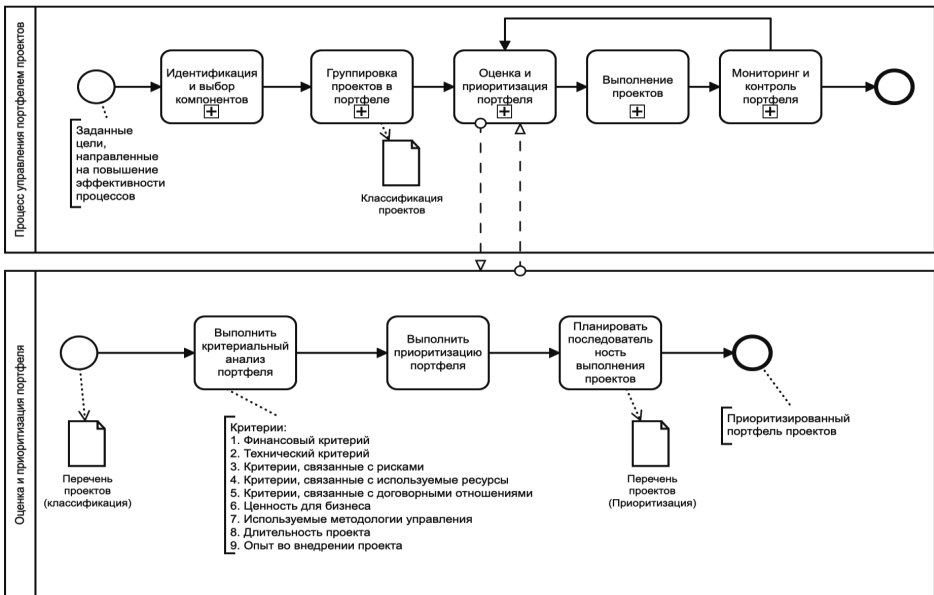 Процесс управления портфелем проектов
Идентификация
и выбор
компонентов
Группировка
проектов в
портфеле
Оценка и
приоритизация
портфеля
Выполнение
проектов
Мониторинг и
контроль
портфеля
Заданные
цели,
направленные
на повышение
эффективности
процессов
Классификация
проектов
Оценка и приоритизация портфеля
Выполнить
критериальный
анализ
портфеля
Выполнить
приоритизацию
портфеля
Планировать
последователь
ность
выполнения
проектов
Перечень
проектов
(классификация)
Критерии:
1. Финансовый критерий
2. Технический критерий
3. Критерии, связанные с рисками
4. Критерии, связанные с используемые ресурсы
5. Критерии, связанные с договорными отношениями
6. Ценность для бизнеса
7. Используемые методологии управления
8. Длительность проекта
9. Опыт во внедрении проекта
Перечень
проектов
(Приоритизация)
Приоритизированный
портфель проектов